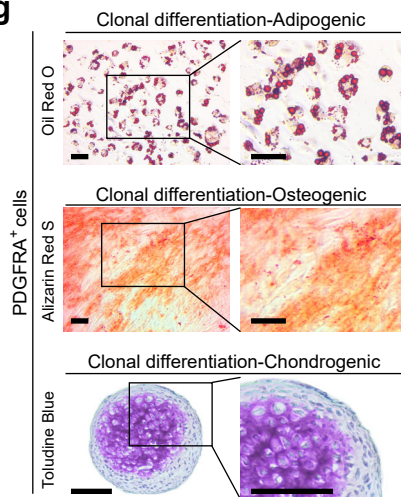 g
Clonal differentiation-Adipogenic
Oil Red O
Clonal differentiation-Osteogenic
Alizarin Red S
Clonal differentiation-Chondrogenic
Toludine Blue
PDGFRA+ cells